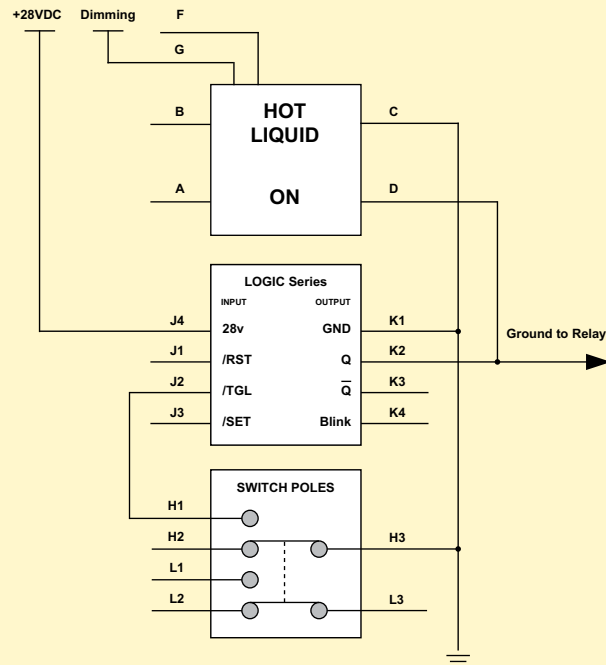 +28VDC Dimming F
G
B HOT C
LIQUID
A ON D
LOGIC Series
INPUT OUTPUT
J4 28v GND K1
Ground to Relay
J1 /RST Q K2
J2 /TGL Q̅ K3
J3 /SET Blink K4
SWITCH POLES
H1
H2 H3
L1
L2 L3